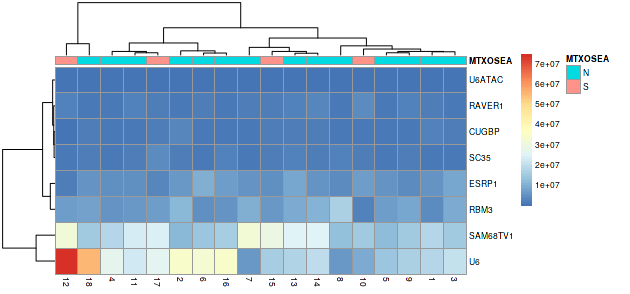 MTXOSEA
U6ATAC
RAVER1
CUGBP
SC35
ESRP1
RBM3
SAM68TV1
U6
12 18 4 11 17 2 6 16 7 15 13 14 8 10 5 9 1 3
7e+07
6e+07
5e+07
4e+07
3e+07
2e+07
1e+07
MTXOSEA
N
S